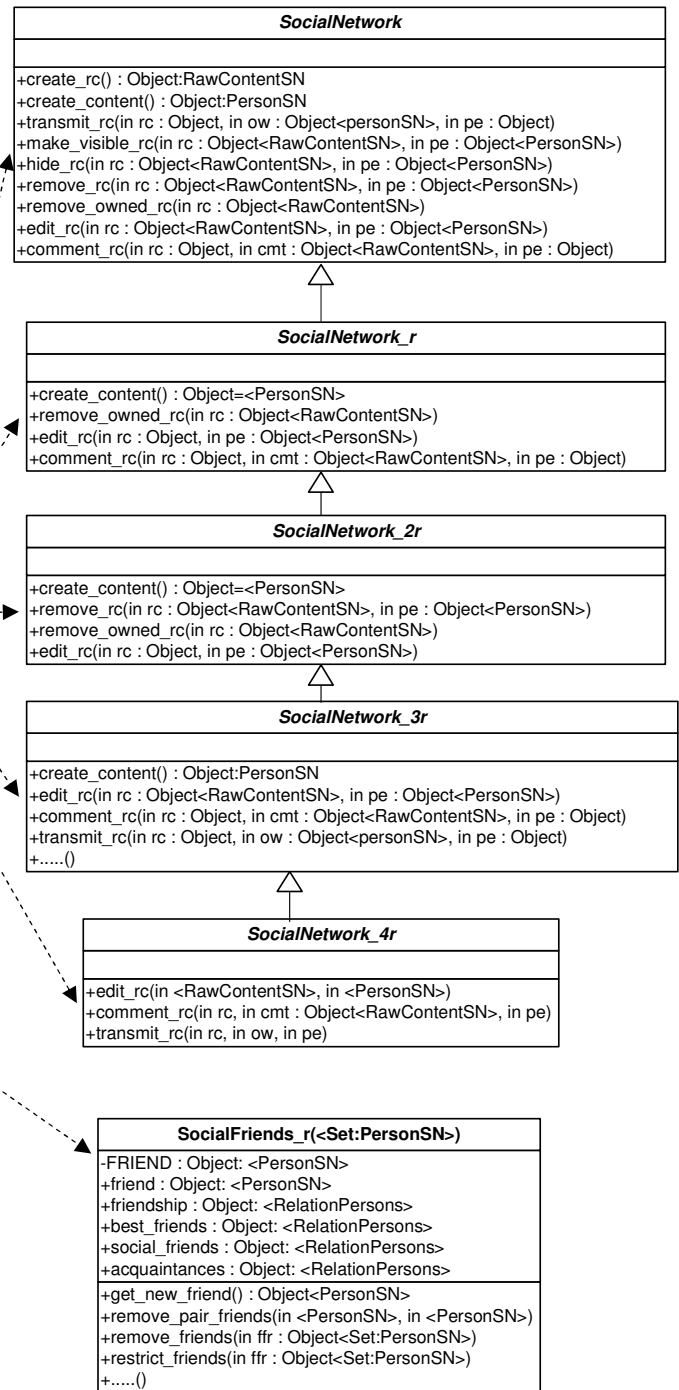 SocialNetwork
+create_rc() : Object:RawContentSN
+create_content() : Object:PersonSN
+transmit_rc(in rc : Object, in ow : Object<personSN>, in pe : Object)
+make_visible_rc(in rc : Object<RawContentSN>, in pe : Object<PersonSN>)
+hide_rc(in rc : Object<RawContentSN>, in pe : Object<PersonSN>)
+remove_rc(in rc : Object<RawContentSN>, in pe : Object<PersonSN>)
+remove_owned_rc(in rc : Object<RawContentSN>)
+edit_rc(in rc : Object<RawContentSN>, in pe : Object<PersonSN>)
+comment_rc(in rc : Object, in cmt : Object<RawContentSN>, in pe : Object)
SocialNetwork_r
+create_content() : Object=<PersonSN>
+remove_owned_rc(in rc : Object<RawContentSN>)
+edit_rc(in rc : Object, in pe : Object<PersonSN>)
+comment_rc(in rc : Object, in cmt : Object<RawContentSN>, in pe : Object)
SocialNetwork_2r
+create_content() : Object=<PersonSN>
+remove_rc(in rc : Object<RawContentSN>, in pe : Object<PersonSN>)
+remove_owned_rc(in rc : Object<RawContentSN>)
+edit_rc(in rc : Object, in pe : Object<PersonSN>)
SocialNetwork_3r
+create_content() : Object:PersonSN
+edit_rc(in rc : Object<RawContentSN>, in pe : Object<PersonSN>)
+comment_rc(in rc : Object, in cmt : Object<RawContentSN>, in pe : Object)
+transmit_rc(in rc : Object, in ow : Object<personSN>, in pe : Object)
+.....()
SocialNetwork_4r
+edit_rc(in <RawContentSN>, in <PersonSN>)
+comment_rc(in rc, in cmt : Object<RawContentSN>, in pe)
+transmit_rc(in rc, in ow, in pe)
SocialFriends_r(<Set:PersonSN>)
-FRIEND : Object: <PersonSN>
+friend : Object: <PersonSN>
+friendship : Object: <RelationPersons>
+best_friends : Object: <RelationPersons>
+social_friends : Object: <RelationPersons>
+acquaintances : Object: <RelationPersons>
+get_new_friend() : Object<PersonSN>
+remove_pair_friends(in <PersonSN>, in <PersonSN>)
+remove_friends(in ffr : Object<Set:PersonSN>)
+restrict_friends(in ffr : Object<Set:PersonSN>)
+.....()